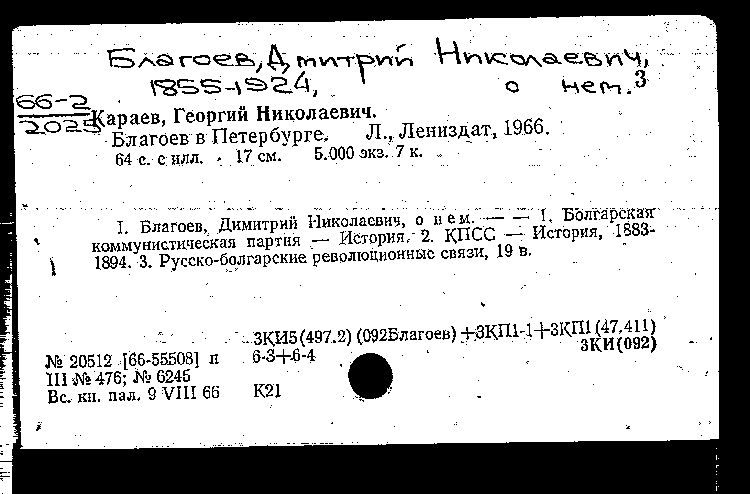 Благоев, Дмитрий Николаевич,
1855-1924, о нем. 3
66-2
2025
Караев, Георгий Николаевич.
Благоев в Петербурге. Л., Лениздат, 1966.
64 с. с илл. 17 см. 5.000 экз. 7 к.
I. Благоев, Димитрий Николаевич, о нем. — — 1. Болгарская
коммунистическая партия — История. 2. КПСС — История, 1883-
1894. 3. Русско-болгарские революционные связи, 19 в.
3КИ5(497.2) (092Благоев)+3КП1-1+3КП1(47.411)
3КИ(092)
№ 20512 [66-55508] п 6-3+6-4
III № 476; № 6245
Вс. кн. пал. 9 VIII 66 К21